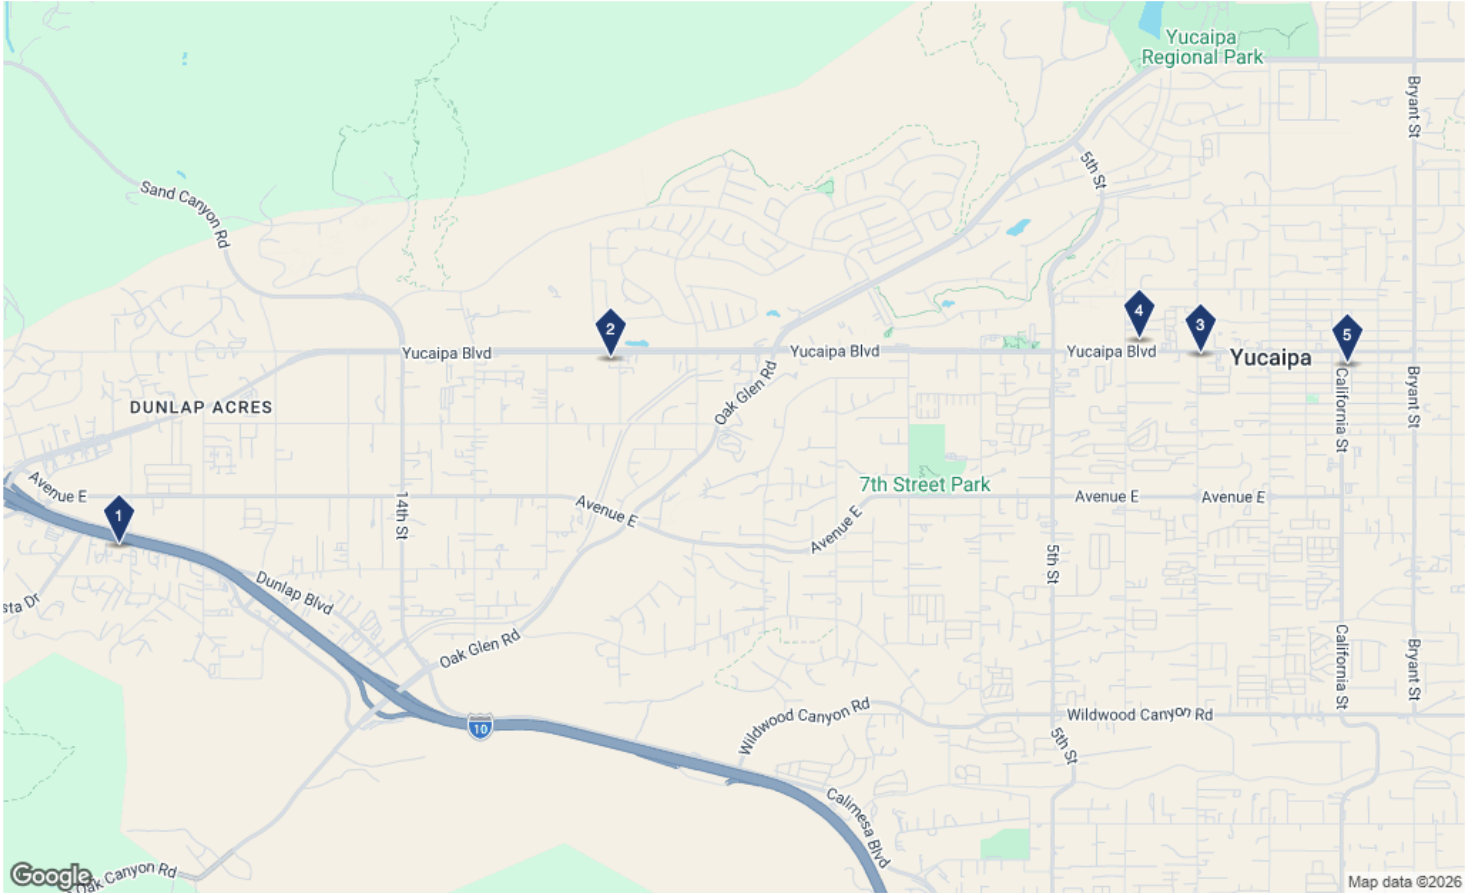 Yucaipa
Regional Park
Bryant St
5th St
Sand Canyon Rd
4
2
3
5
Yucaipa Blvd
Yucaipa Blvd
Yucaipa Blvd
Yucaipa
DUNLAP ACRES
Oak Glen Rd
California St
Bryant St
7th Street Park
Avenue E
Avenue E
Avenue E
Avenue E
Avenue E
1
14th St
5th St
Dunlap Blvd
sta Dr
Oak Glen Rd
California St
Bryant St
10
Wildwood Canyon Rd
Wildwood Canyon Rd
5th St
Calimesa Blvd
Oak Canyon Rd
Google
Map data ©2026